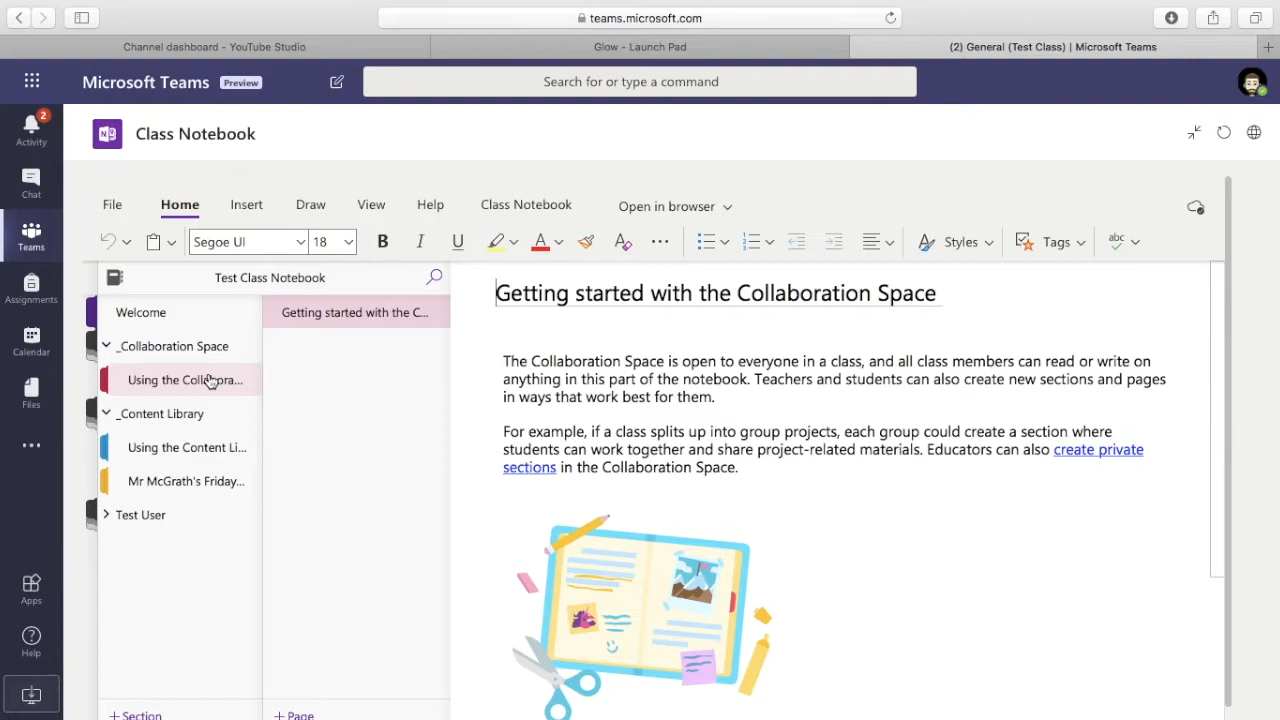 teams.microsoft.com
Channel dashboard - YouTube Studio
Glow - Launch Pad
(2) General (Test Class) | Microsoft Teams
Microsoft Teams
Preview
Search for or type a command
2
Activity
Chat
Teams
Assignments
Calendar
Files
Apps
Help
Class Notebook
File
Home
Insert
Draw
View
Help
Class Notebook
Open in browser
Segoe UI
18
B
I
U
A
Styles
Tags
abc
Test Class Notebook
Welcome
_Collaboration Space
Using the Collabora...
_Content Library
Using the Content Li...
Mr McGrath's Friday...
Test User
+ Section
Getting started with the C...
+ Page
Getting started with the Collaboration Space
The Collaboration Space is open to everyone in a class, and all class members can read or write on
anything in this part of the notebook. Teachers and students can also create new sections and pages
in ways that work best for them.
For example, if a class splits up into group projects, each group could create a section where
students can work together and share project-related materials. Educators can also create private
sections in the Collaboration Space.